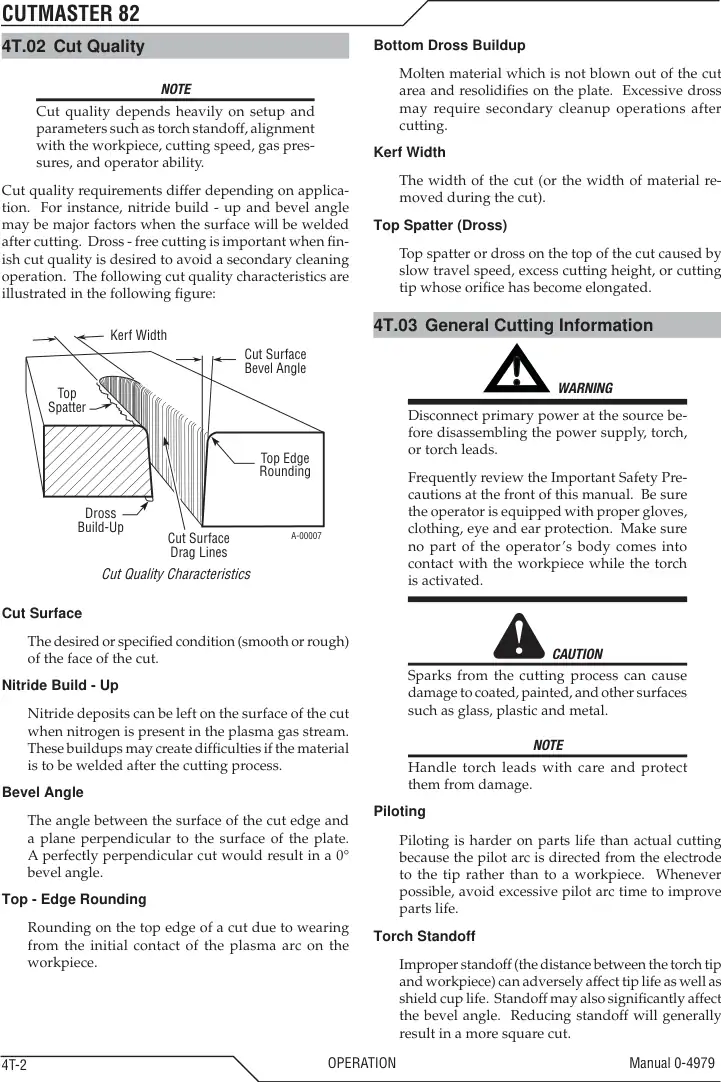 CUTMASTER 82
4T.02 Cut Quality
NOTE
Cut quality depends heavily on setup and
parameters such as torch standoff, alignment
with the workpiece, cutting speed, gas pres-
sures, and operator ability.
Cut quality requirements differ depending on applica-
tion. For instance, nitride build - up and bevel angle
may be major factors when the surface will be welded
after cutting. Dross - free cutting is important when fin-
ish cut quality is desired to avoid a secondary cleaning
operation. The following cut quality characteristics are
illustrated in the following figure:
Kerf Width
Cut Surface
Bevel Angle
Top
Spatter
Top Edge
Rounding
Dross
Build-Up
Cut Surface
Drag Lines
A-00007
Cut Quality Characteristics
Cut Surface
The desired or specified condition (smooth or rough)
of the face of the cut.
Nitride Build - Up
Nitride deposits can be left on the surface of the cut
when nitrogen is present in the plasma gas stream.
These buildups may create difficulties if the material
is to be welded after the cutting process.
Bevel Angle
The angle between the surface of the cut edge and
a plane perpendicular to the surface of the plate.
A perfectly perpendicular cut would result in a 0°
bevel angle.
Top - Edge Rounding
Rounding on the top edge of a cut due to wearing
from the initial contact of the plasma arc on the
workpiece.
Bottom Dross Buildup
Molten material which is not blown out of the cut
area and resolidifies on the plate. Excessive dross
may require secondary cleanup operations after
cutting.
Kerf Width
The width of the cut (or the width of material re-
moved during the cut).
Top Spatter (Dross)
Top spatter or dross on the top of the cut caused by
slow travel speed, excess cutting height, or cutting
tip whose orifice has become elongated.
4T.03 General Cutting Information
WARNING
Disconnect primary power at the source be-
fore disassembling the power supply, torch,
or torch leads.
Frequently review the Important Safety Pre-
cautions at the front of this manual. Be sure
the operator is equipped with proper gloves,
clothing, eye and ear protection. Make sure
no part of the operator's body comes into
contact with the workpiece while the torch
is activated.
CAUTION
Sparks from the cutting process can cause
damage to coated, painted, and other surfaces
such as glass, plastic and metal.
NOTE
Handle torch leads with care and protect
them from damage.
Piloting
Piloting is harder on parts life than actual cutting
because the pilot arc is directed from the electrode
to the tip rather than to a workpiece. Whenever
possible, avoid excessive pilot arc time to improve
parts life.
Torch Standoff
Improper standoff (the distance between the torch tip
and workpiece) can adversely affect tip life as well as
shield cup life. Standoff may also significantly affect
the bevel angle. Reducing standoff will generally
result in a more square cut.
4T-2
OPERATION
Manual 0-4979